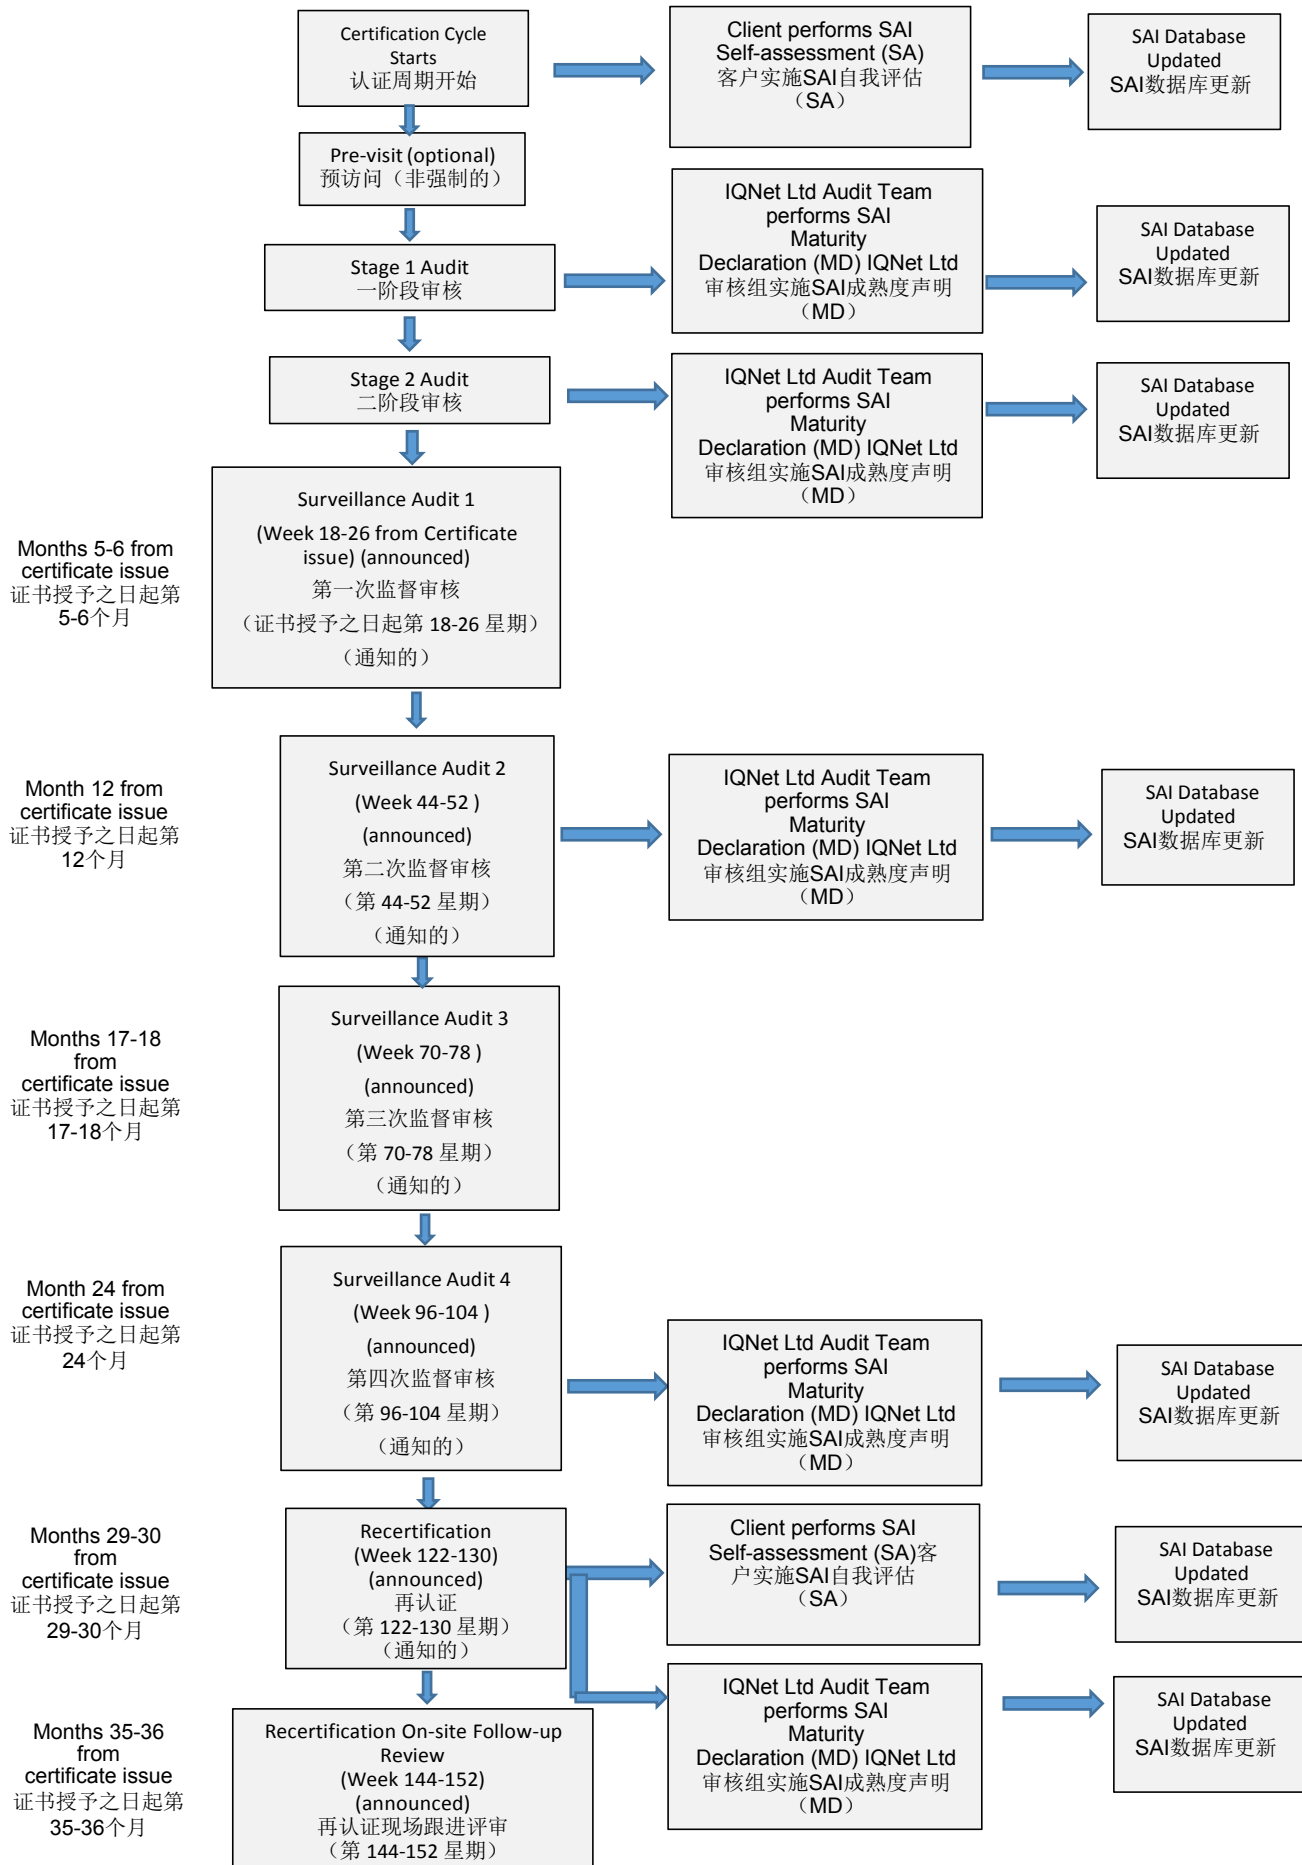 Certification Cycle
Starts
认证周期开始
Client performs SAI
Self-assessment (SA)
客户实施SAI自我评估
（SA）
SAI Database
Updated
SAI数据库更新
Pre-visit (optional)
预访问（非强制的）
Stage 1 Audit
一阶段审核
IQNet Ltd Audit Team
performs SAI
Maturity
Declaration (MD) IQNet Ltd
审核组实施SAI成熟度声明
（MD）
SAI Database
Updated
SAI数据库更新
Stage 2 Audit
二阶段审核
IQNet Ltd Audit Team
performs SAI
Maturity
Declaration (MD) IQNet Ltd
审核组实施SAI成熟度声明
（MD）
SAI Database
Updated
SAI数据库更新
Months 5-6 from
certificate issue
证书授予之日起第
5-6个月
Surveillance Audit 1
(Week 18-26 from Certificate
issue) (announced)
第一次监督审核
（证书授予之日起第 18-26 星期）
（通知的）
Month 12 from
certificate issue
证书授予之日起第
12个月
Surveillance Audit 2
(Week 44-52 )
(announced)
第二次监督审核
（第 44-52 星期）
（通知的）
IQNet Ltd Audit Team
performs SAI
Maturity
Declaration (MD) IQNet Ltd
审核组实施SAI成熟度声明
（MD）
SAI Database
Updated
SAI数据库更新
Months 17-18
from
certificate issue
证书授予之日起第
17-18个月
Surveillance Audit 3
(Week 70-78 )
(announced)
第三次监督审核
（第 70-78 星期）
（通知的）
Month 24 from
certificate issue
证书授予之日起第
24个月
Surveillance Audit 4
(Week 96-104 )
(announced)
第四次监督审核
（第 96-104 星期）
（通知的）
IQNet Ltd Audit Team
performs SAI
Maturity
Declaration (MD) IQNet Ltd
审核组实施SAI成熟度声明
（MD）
SAI Database
Updated
SAI数据库更新
Months 29-30
from
certificate issue
证书授予之日起第
29-30个月
Recertification
(Week 122-130)
(announced)
再认证
（第 122-130 星期）
（通知的）
Client performs SAI
Self-assessment (SA)客
户实施SAI自我评估
（SA）
SAI Database
Updated
SAI数据库更新
IQNet Ltd Audit Team
performs SAI
Maturity
Declaration (MD) IQNet Ltd
审核组实施SAI成熟度声明
（MD）
SAI Database
Updated
SAI数据库更新
Months 35-36
from
certificate issue
证书授予之日起第
35-36个月
Recertification On-site Follow-up
Review
(Week 144-152)
(announced)
再认证现场跟进评审
（第 144-152 星期）